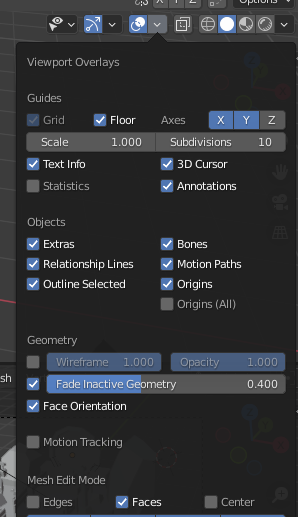 X Y Z Options
Viewport Overlays
Guides
Grid Floor Axes X Y Z
Scale 1.000 Subdivisions 10
Text Info 3D Cursor
Statistics Annotations
Objects
Extras Bones
Relationship Lines Motion Paths
Outline Selected Origins
Origins (All)
Geometry
Wireframe 1.000 Opacity 1.000
sh Fade Inactive Geometry 0.400
Face Orientation
Motion Tracking
Mesh Edit Mode
Edges Faces Center